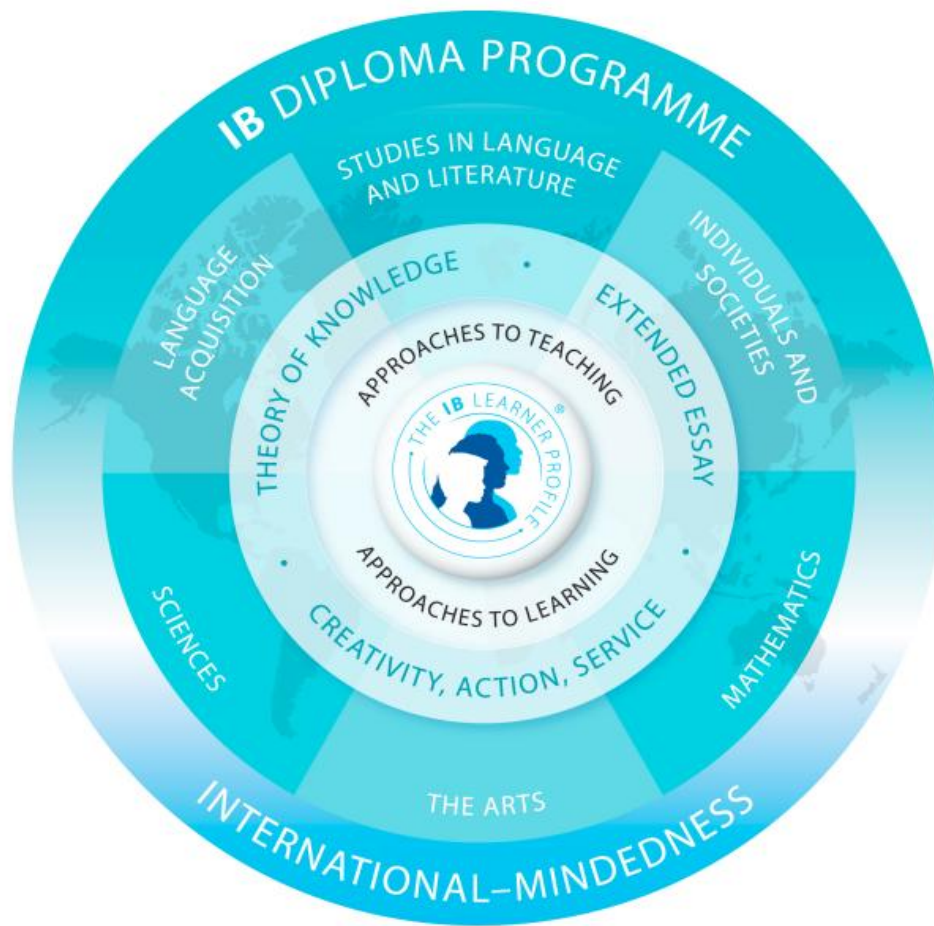 IB DIPLOMA PROGRAMME
STUDIES IN LANGUAGE
AND LITERATURE
LANGUAGE
ACQUISITION
INDIVIDUALS AND
SOCIETIES
THEORY OF KNOWLEDGE
·
EXTENDED ESSAY
·
APPROACHES TO TEACHING
· THE IB LEARNER PROFILE ·
®
APPROACHES TO LEARNING
·
CREATIVITY, ACTION, SERVICE
SCIENCES
MATHEMATICS
THE ARTS
INTERNATIONAL–MINDEDNESS